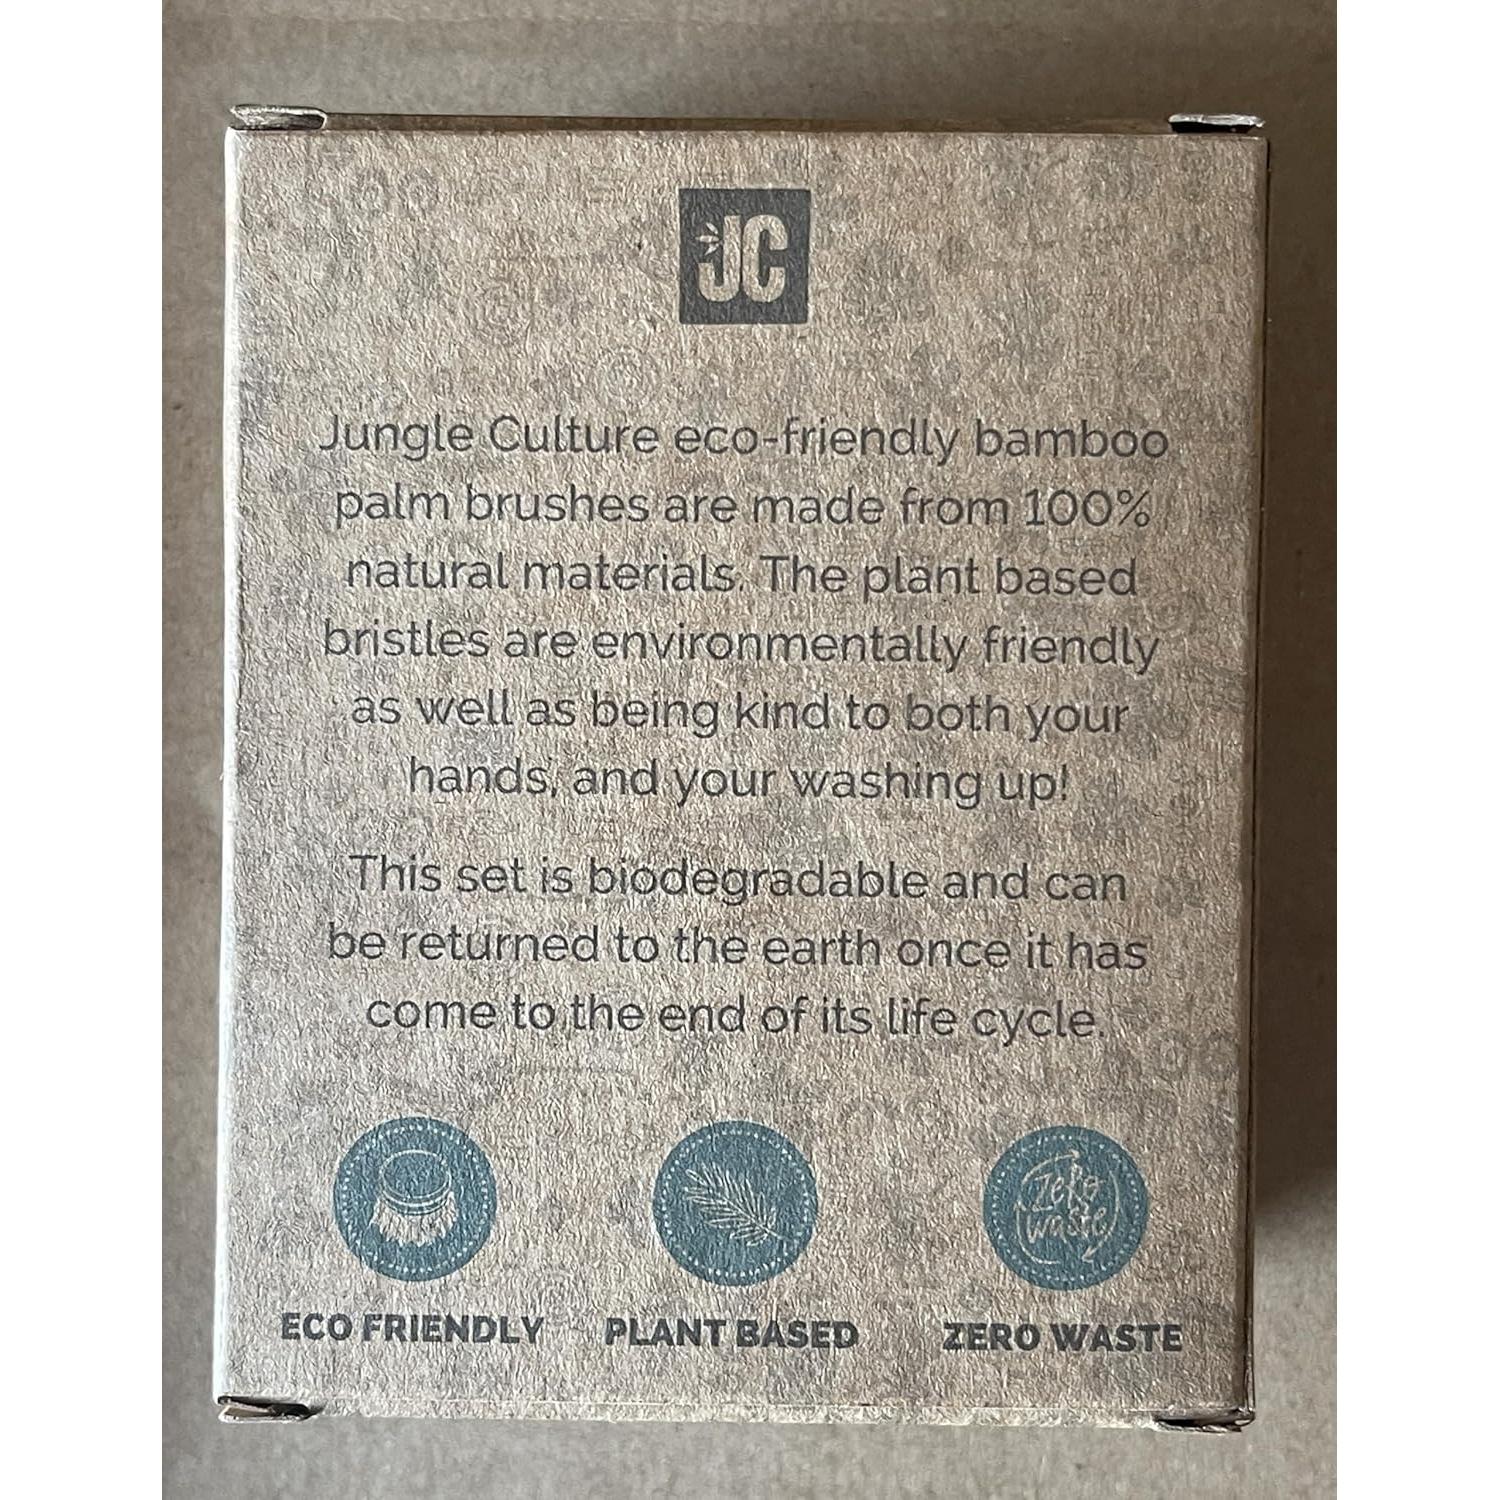 JC
Jungle Culture eco-friendly bamboo
palm brushes are made from 100%
natural materials. The plant based
bristles are environmentally friendly
as well as being kind to both your
hands, and your washing up!
This set is biodegradable and can
be returned to the earth once it has
come to the end of its life cycle.
zero
waste
ECO FRIENDLY
PLANT BASED
ZERO WASTE